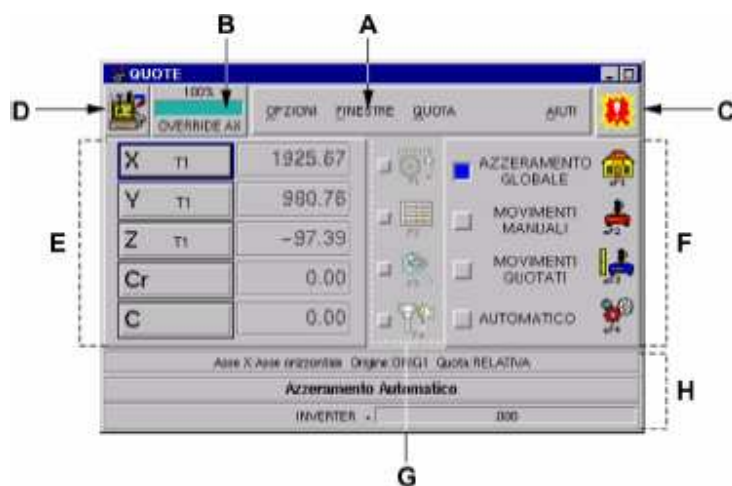 B
A
QUOTE
D
100%
OVERRIDE AX
OPZIONI FINESTRE QUOTA AIUTI
C
X T1 1925.67
Y T1 980.76
Z T1 -97.39
Cr 0.00
C 0.00
E
AZZERAMENTO
GLOBALE
MOVIMENTI
MANUALI
MOVIMENTI
QUOTATI
AUTOMATICO
F
Asse X:Asse orizzontale Origine:ORIG1 Quota:RELATIVA
Azzeramento Automatico
INVERTER - .000
H
G